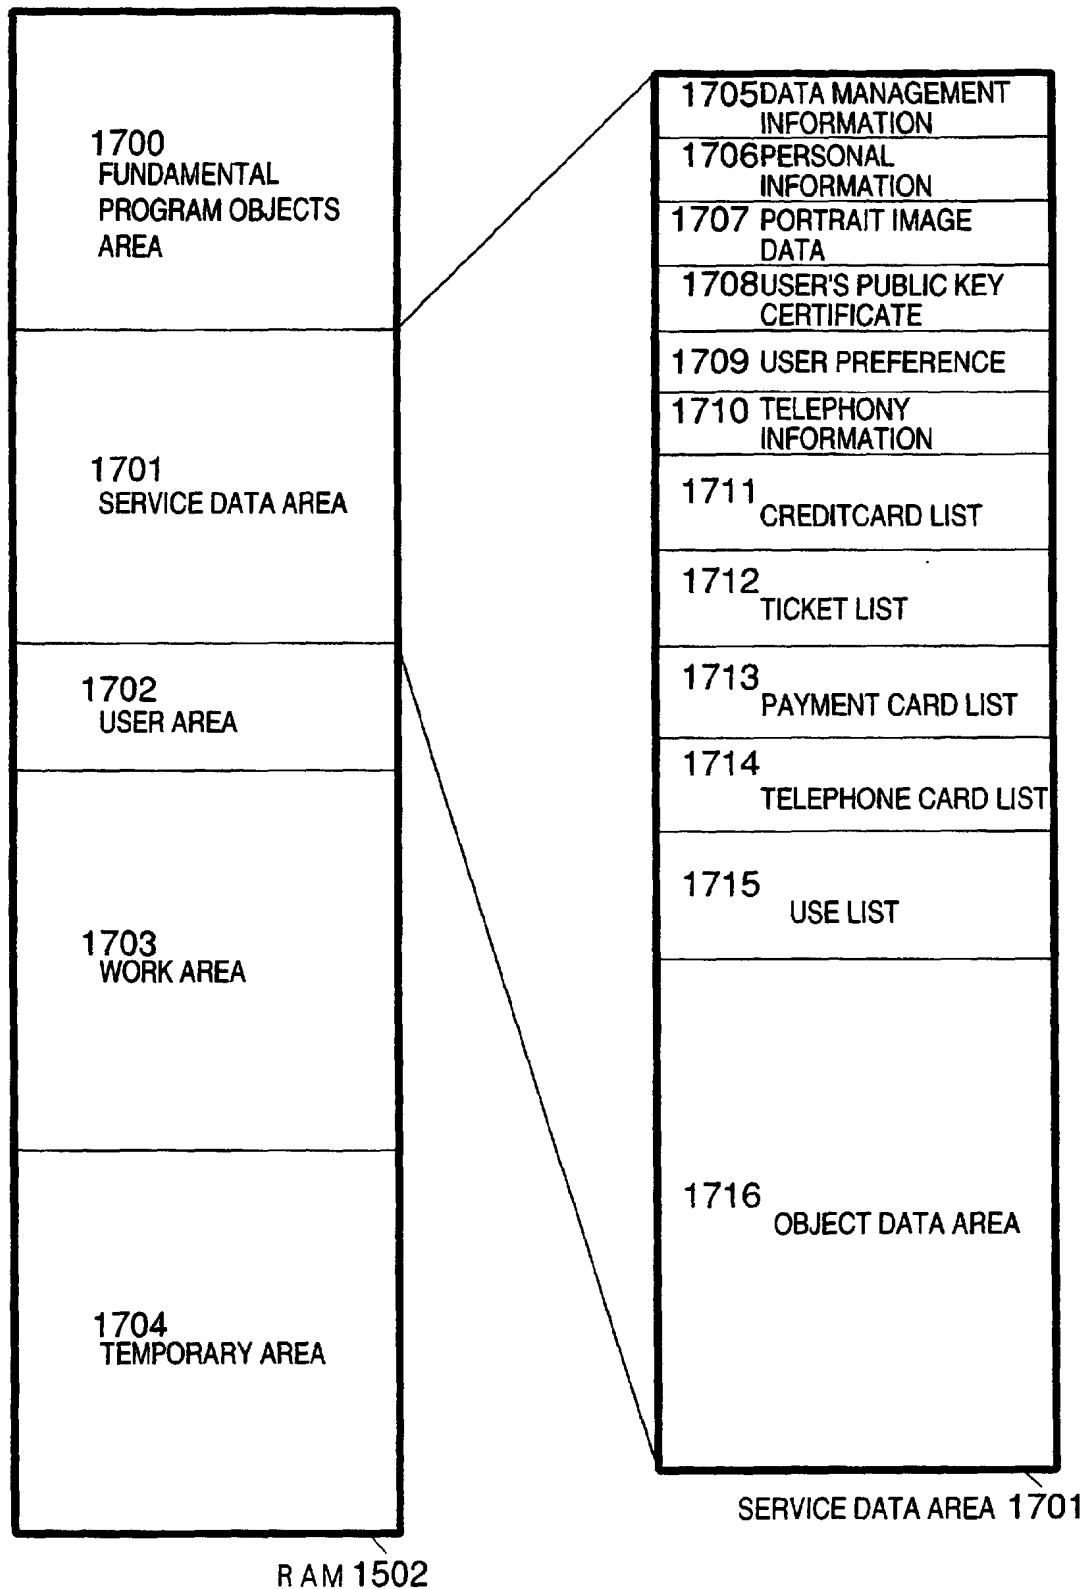 1700
FUNDAMENTAL
PROGRAM OBJECTS
AREA
1701
SERVICE DATA AREA
1702
USER AREA
1703
WORK AREA
1704
TEMPORARY AREA
RAM 1502
1705 DATA MANAGEMENT
INFORMATION
1706 PERSONAL
INFORMATION
1707 PORTRAIT IMAGE
DATA
1708 USER'S PUBLIC KEY
CERTIFICATE
1709 USER PREFERENCE
1710 TELEPHONY
INFORMATION
1711
CREDITCARD LIST
1712
TICKET LIST
1713
PAYMENT CARD LIST
1714
TELEPHONE CARD LIST
1715
USE LIST
1716
OBJECT DATA AREA
SERVICE DATA AREA 1701